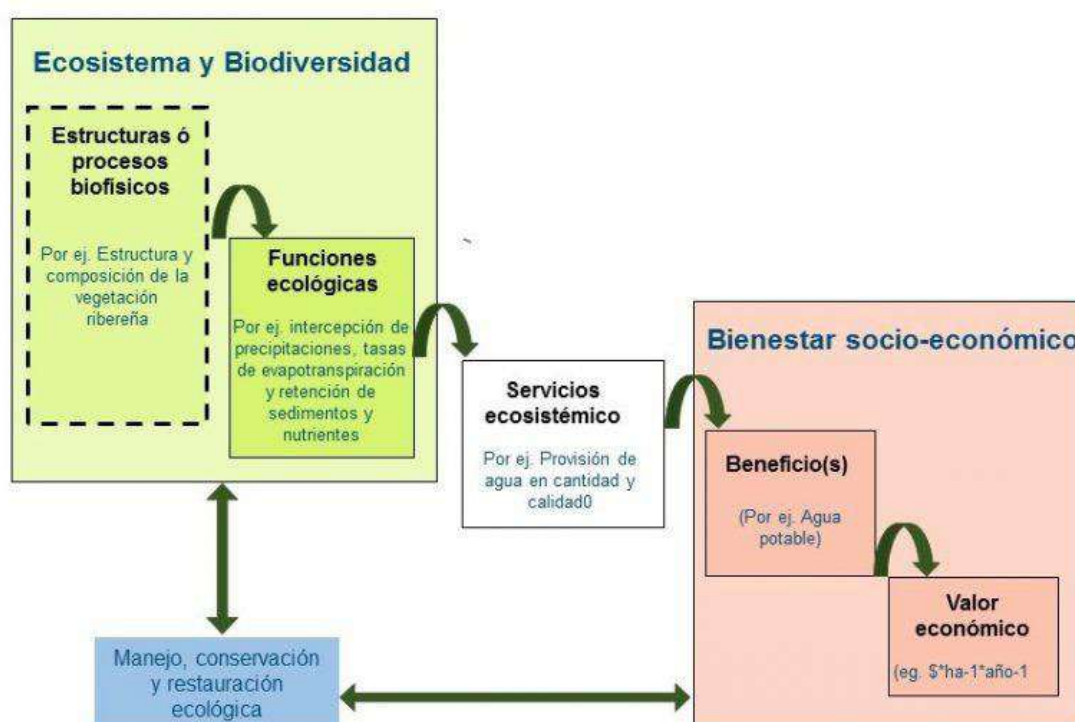 Ecosistema y Biodiversidad
Estructuras ó
procesos
biofísicos
Por ej. Estructura y
composición de la
vegetación
ribereña
Funciones
ecológicas
Por ej. intercepción de
precipitaciones, tasas
de evapotranspiración
y retención de
sedimentos y
nutrientes
Servicios
ecosistémico
Por ej. Provisión de
agua en cantidad y
calidad0
Bienestar socio-económico
Beneficio(s)
(Por ej. Agua
potable)
Valor
económico
(eg. $*ha-1*año-1
Manejo, conservación
y restauración
ecológica